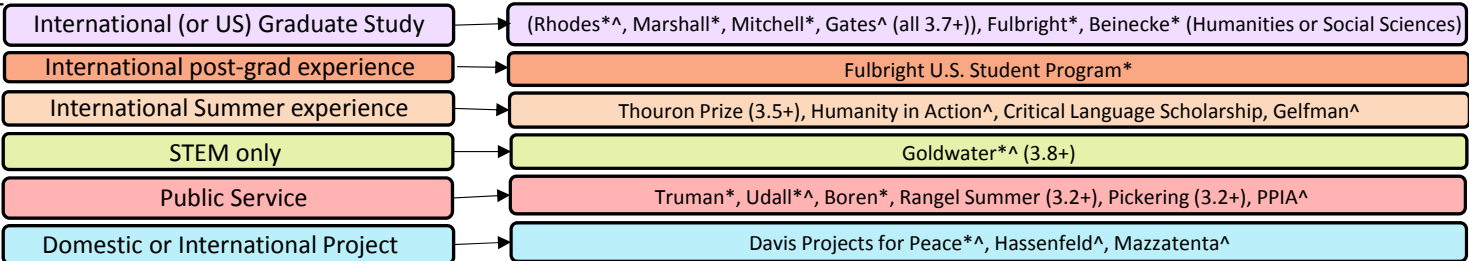 International (or US) Graduate Study
(Rhodes*^, Marshall*, Mitchell*, Gates^ (all 3.7+)), Fulbright*, Beinecke* (Humanities or Social Sciences)
International post-grad experience
Fulbright U.S. Student Program*
International Summer experience
Thouron Prize (3.5+), Humanity in Action^, Critical Language Scholarship, Gelfman^
STEM only
Goldwater*^ (3.8+)
Public Service
Truman*, Udall*^, Boren*, Rangel Summer (3.2+), Pickering (3.2+), PPIA^
Domestic or International Project
Davis Projects for Peace*^, Hassenfeld^, Mazzatenta^